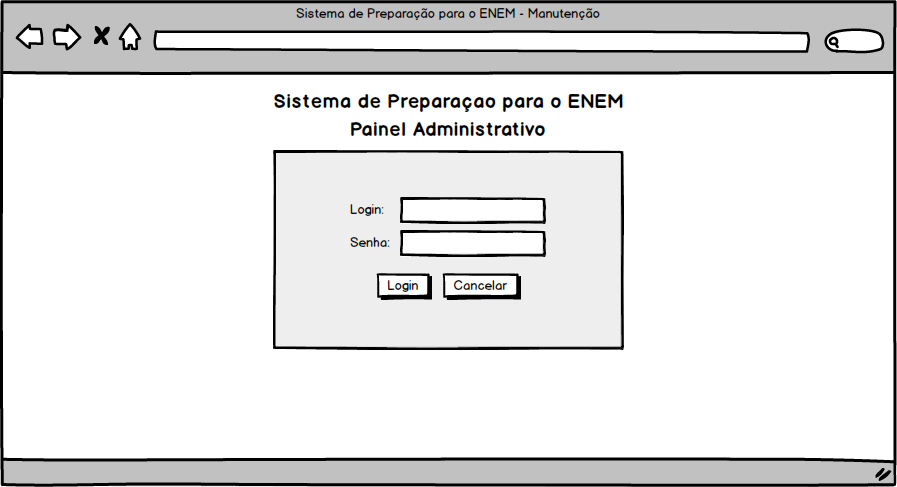 Sistema de Preparação para o ENEM - Manutenção
Sistema de Preparaçao para o ENEM
Painel Administrativo
Login:
Senha:
Login Cancelar